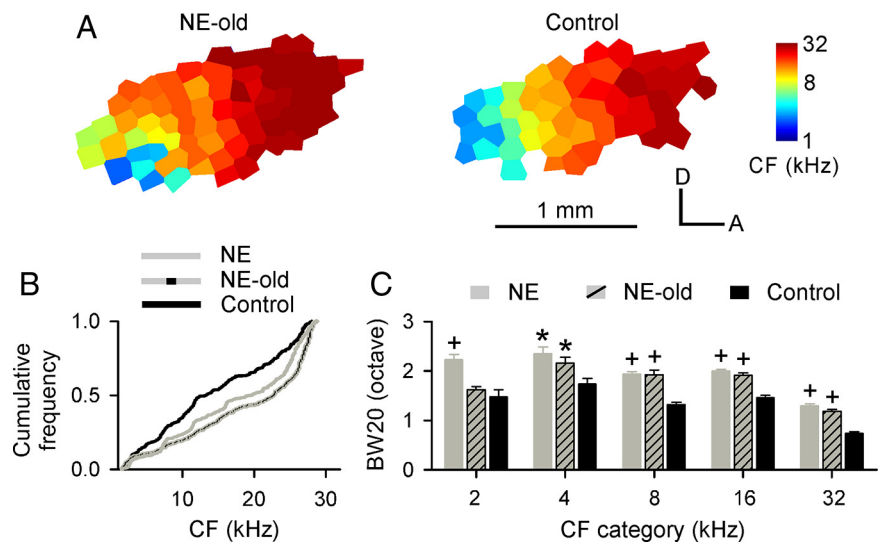 A
NE-old
Control
32
8
1
CF (kHz)
D
A
1 mm
B
NE
NE-old
Control
1.0
0.5
0.0
Cumulative
frequency
10
20
30
CF (kHz)
C
NE
NE-old
Control
3
2
1
0
BW20 (octave)
+
* *
+ +
+ +
+ +
2
4
8
16
32
CF category (kHz)